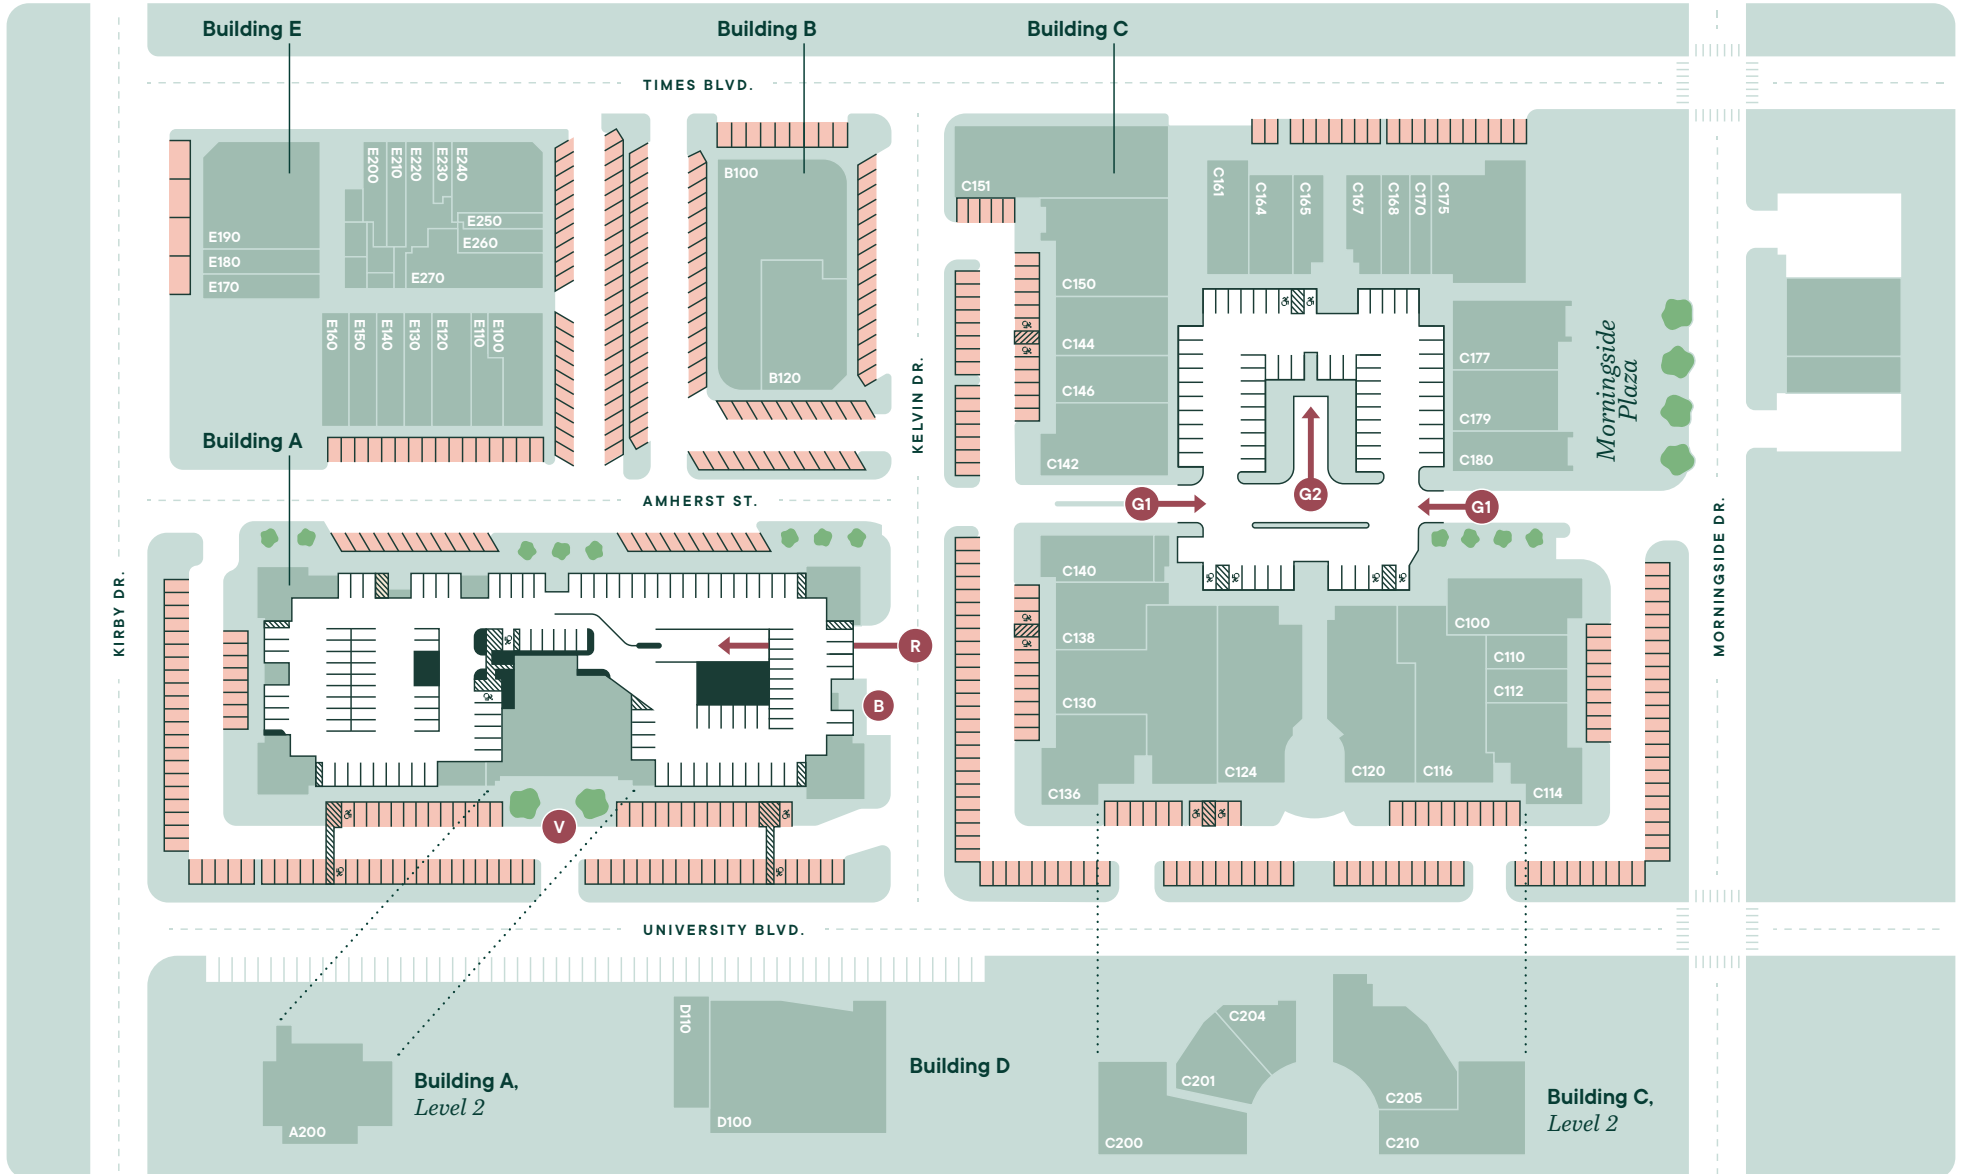 Building E
Building B
Building C
TIMES BLVD.
E200
E210
E220
E230
E240
E250
E260
E270
E190
E180
E170
E160
E150
E140
E130
E120
E110
E100
B100
B120
C151
C150
C144
C146
C142
C161
C164
C165
C167
C168
C170
C175
C177
C179
C180
Morningside
Plaza
KELVIN DR.
Building A
AMHERST ST.
G1
G2
G1
KIRBY DR.
MORNINGSIDE DR.
R
B
V
C140
C138
C130
C136
C124
C120
C116
C100
C110
C112
C114
UNIVERSITY BLVD.
A200
Building A,
Level 2
D110
D100
Building D
C204
C201
C200
C205
C210
Building C,
Level 2